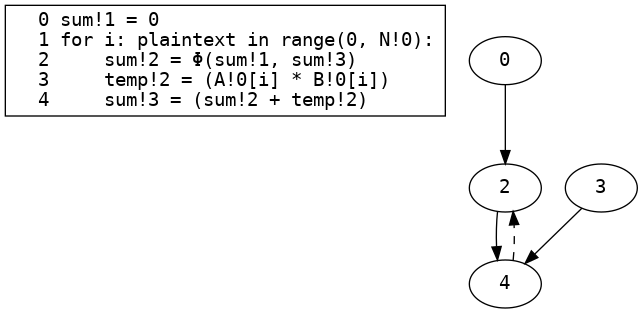 0 sum!1 = 0
1 for i: plaintext in range(0, N!0):
2     sum!2 = Φ(sum!1, sum!3)
3     temp!2 = (A!0[i] * B!0[i])
4     sum!3 = (sum!2 + temp!2)
0
2
3
4